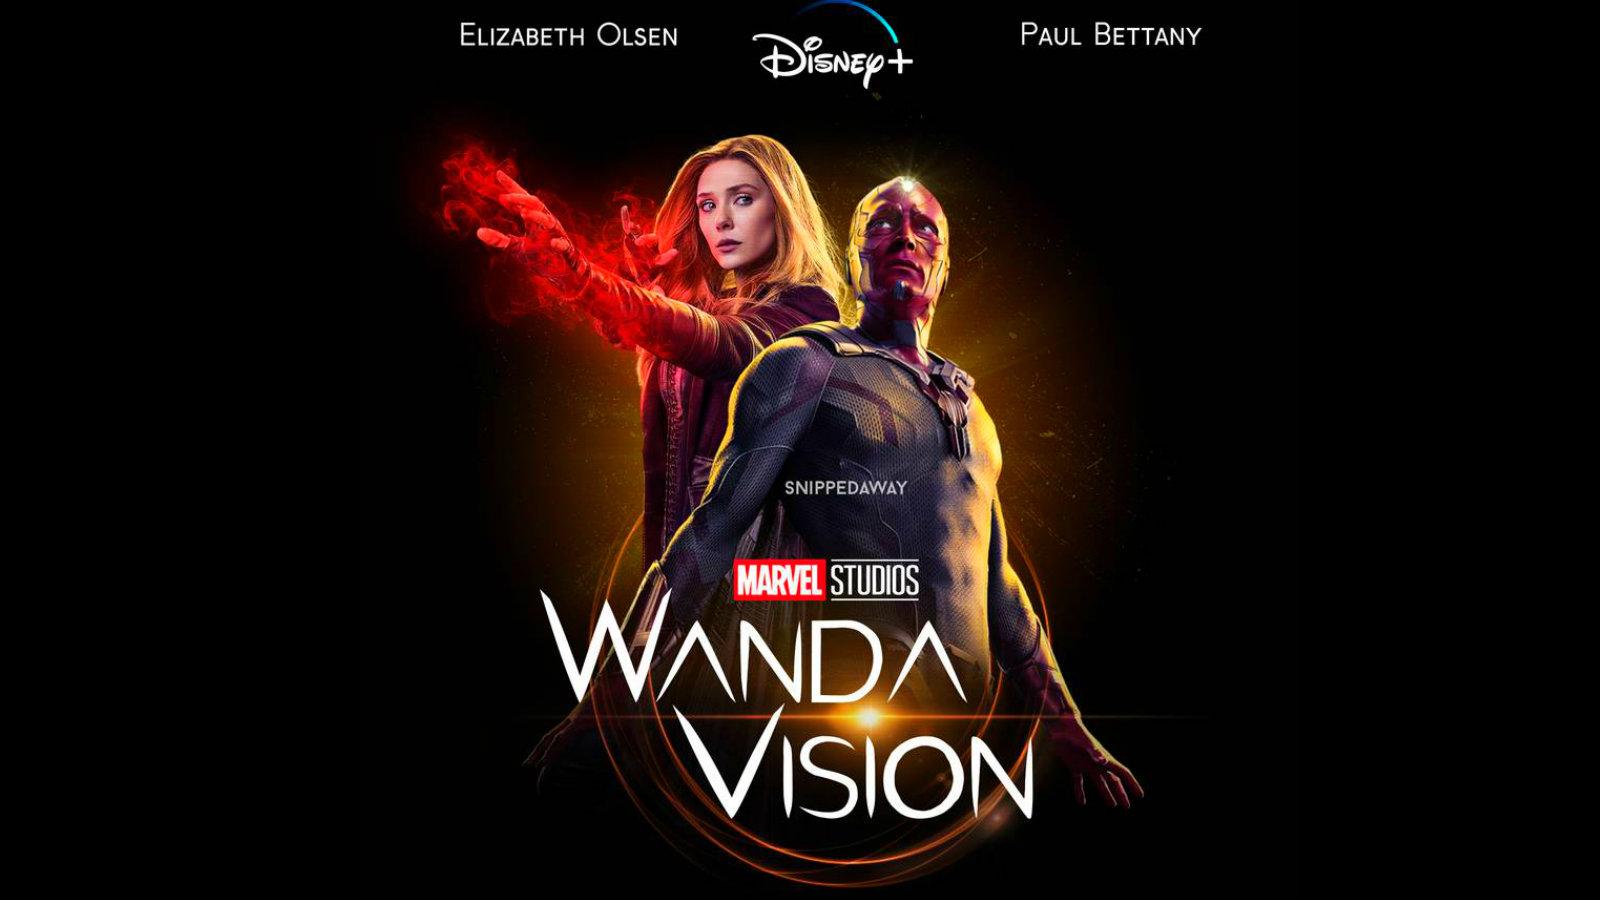 ELIZABETH OLSEN
DISNEY+
PAUL BETTANY
SNIPPEDAWAY
MARVEL STUDIOS
WANDA
VISION